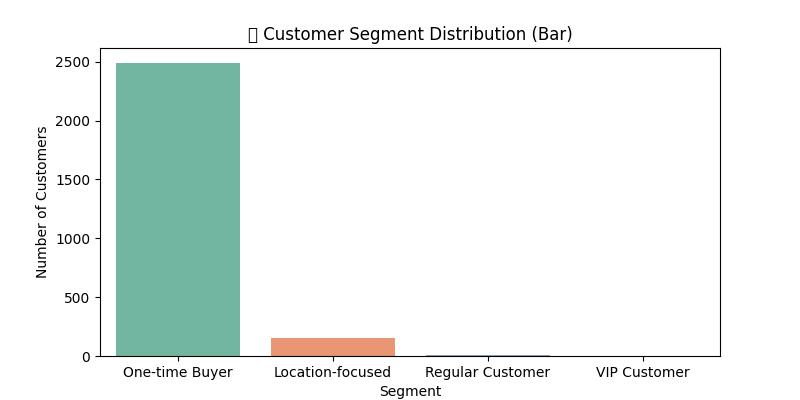 Customer Segment Distribution (Bar)
Number of Customers
2500
2000
1500
1000
500
0
One-time Buyer
Location-focused
Regular Customer
VIP Customer
Segment